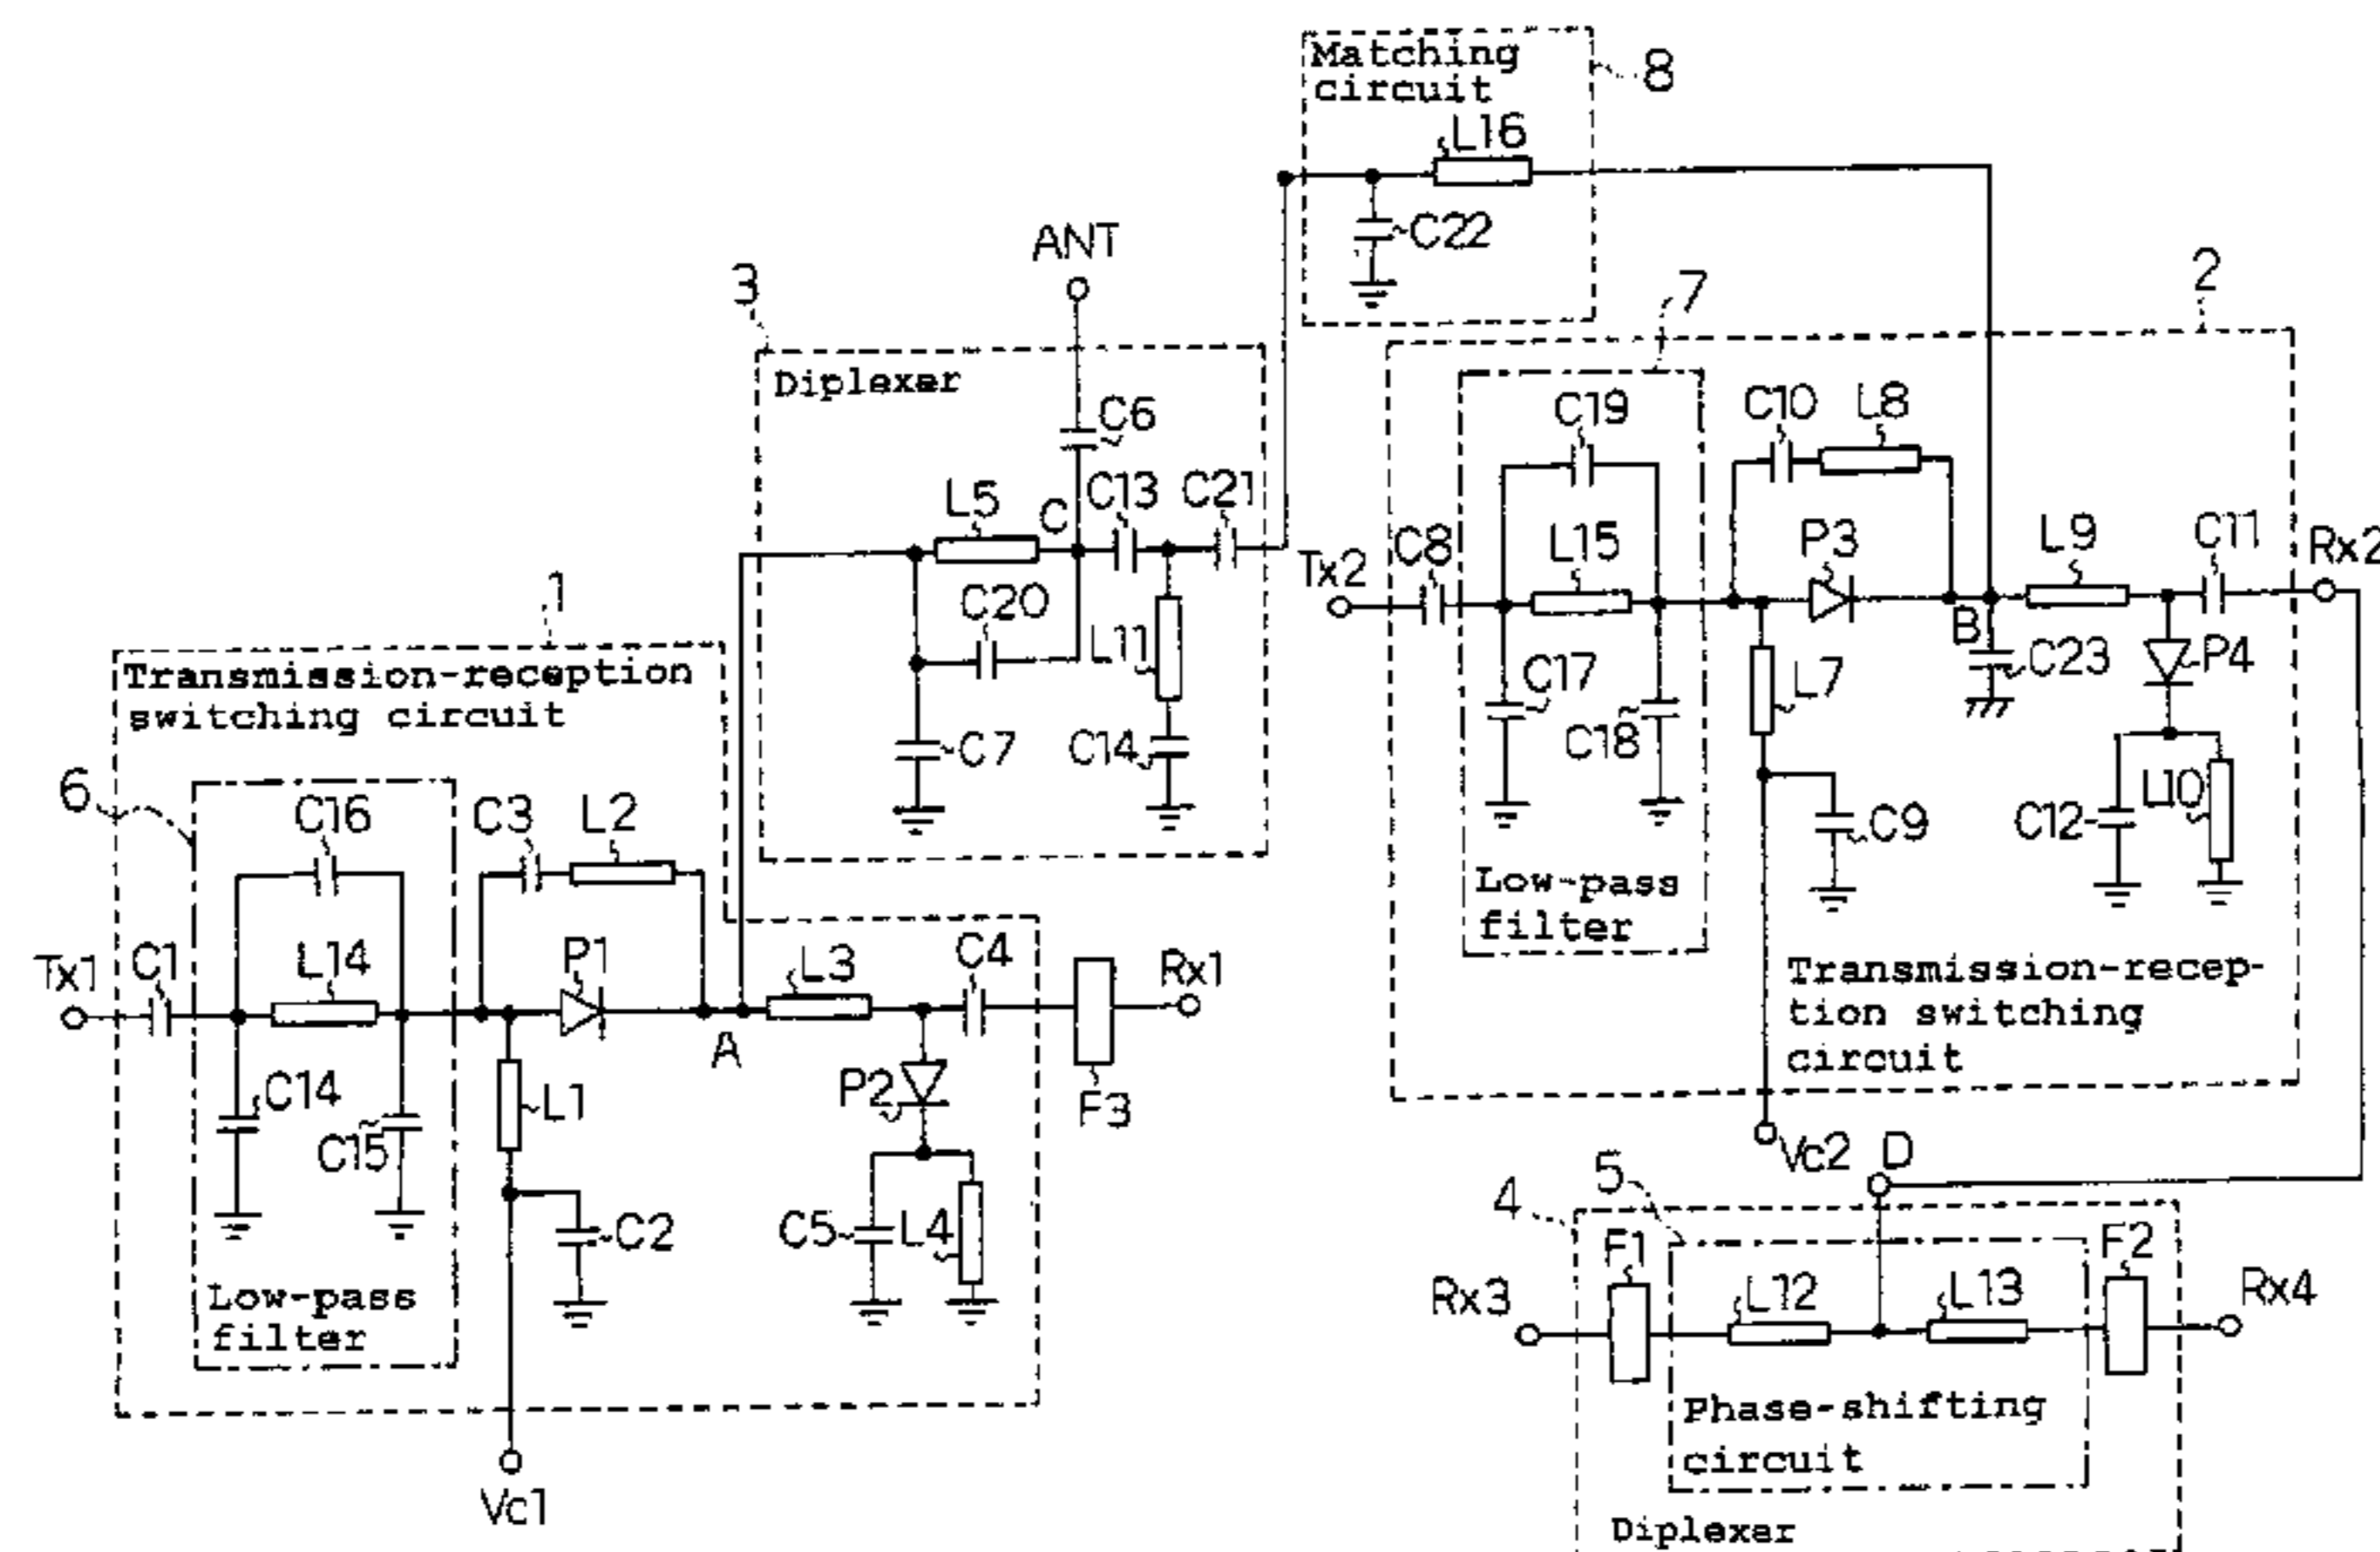 Matching
circuit
8
L16
C22
ANT
3
Diplexer
C6
L5
C
C13
C21
C20
L11
C7
C14
7
2
C19
C10
L8
Tx2
C8
L15
P3
L9
C11
Rx2
B
C17
C18
L7
C23
P4
C9
C12
L10
Low-pass
filter
Transmission-recep-
tion switching
circuit
Vc2
1
Transmission-reception
switching circuit
6
C16
C3
L2
Tx1
C1
L14
P1
A
L3
C4
Rx1
F3
C14
C15
L1
P2
C2
C5
L4
Low-pass
filter
Vc1
D
4
5
F1
F2
Rx3
L12
L13
Rx4
Phase-shifting
circuit
Diplexer